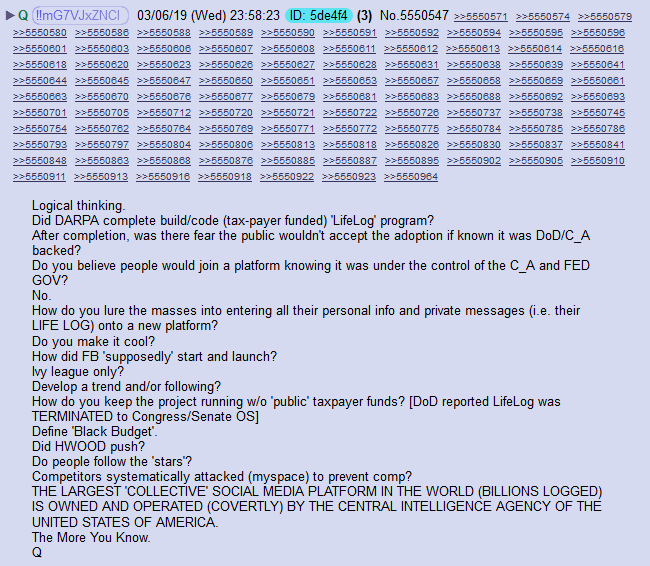 ▶Q !!mG7VJxZNCI 03/06/19 (Wed) 23:58:23 ID: 5de4f4 (3) No.5550547 >>5550571 >>5550574 >>5550579
>>5550580 >>5550586 >>5550588 >>5550589 >>5550590 >>5550591 >>5550592 >>5550594 >>5550595 >>5550596
>>5550601 >>5550603 >>5550606 >>5550607 >>5550608 >>5550611 >>5550612 >>5550613 >>5550614 >>5550616
>>5550618 >>5550620 >>5550623 >>5550626 >>5550627 >>5550628 >>5550631 >>5550638 >>5550639 >>5550641
>>5550644 >>5550645 >>5550647 >>5550650 >>5550651 >>5550653 >>5550657 >>5550658 >>5550659 >>5550661
>>5550663 >>5550670 >>5550676 >>5550677 >>5550679 >>5550681 >>5550683 >>5550688 >>5550692 >>5550693
>>5550701 >>5550705 >>5550712 >>5550720 >>5550721 >>5550722 >>5550726 >>5550737 >>5550738 >>5550745
>>5550754 >>5550762 >>5550764 >>5550769 >>5550771 >>5550772 >>5550775 >>5550784 >>5550785 >>5550786
>>5550793 >>5550797 >>5550804 >>5550806 >>5550813 >>5550818 >>5550826 >>5550830 >>5550837 >>5550841
>>5550848 >>5550863 >>5550868 >>5550876 >>5550885 >>5550887 >>5550895 >>5550902 >>5550905 >>5550910
>>5550911 >>5550913 >>5550916 >>5550918 >>5550922 >>5550923 >>5550964
Logical thinking.
Did DARPA complete build/code (tax-payer funded) 'LifeLog' program?
After completion, was there fear the public wouldn't accept the adoption if known it was DoD/C_A
backed?
Do you believe people would join a platform knowing it was under the control of the C_A and FED
GOV?
No.
How do you lure the masses into entering all their personal info and private messages (i.e. their
LIFE LOG) onto a new platform?
Do you make it cool?
How did FB 'supposedly' start and launch?
Ivy league only?
Develop a trend and/or following?
How do you keep the project running w/o 'public' taxpayer funds? [DoD reported LifeLog was
TERMINATED to Congress/Senate OS]
Define 'Black Budget'.
Did HWOOD push?
Do people follow the 'stars'?
Competitors systematically attacked (myspace) to prevent comp?
THE LARGEST 'COLLECTIVE' SOCIAL MEDIA PLATFORM IN THE WORLD (BILLIONS LOGGED)
IS OWNED AND OPERATED (COVERTLY) BY THE CENTRAL INTELLIGENCE AGENCY OF THE
UNITED STATES OF AMERICA.
The More You Know.
Q